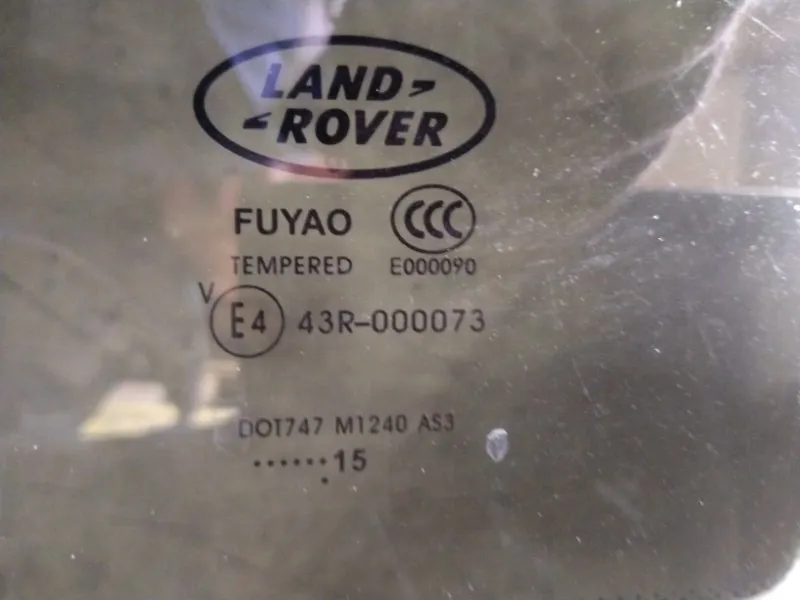 LAND
ROVER
FUYAO CCC
TEMPERED E000090
V
E4 43R-000073
DOT747 M1240 AS3
······15
.